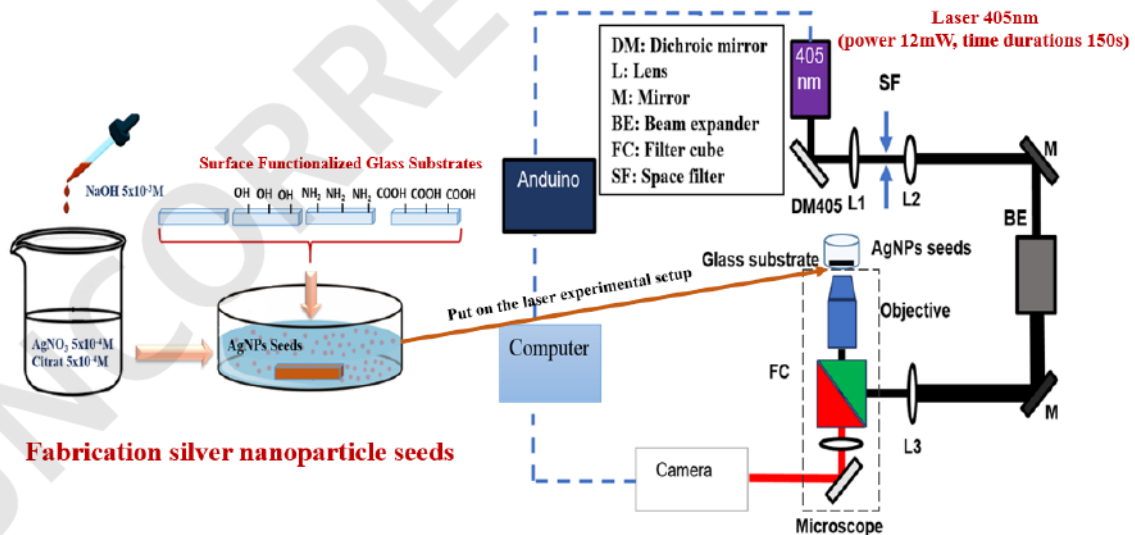 Laser 405nm
(power 12mW, time durations 150s)
DM: Dichroic mirror
L: Lens
M: Mirror
BE: Beam expander
FC: Filter cube
SF: Space filter
405
nm
SF
M
DM405
L1
L2
BE
NaOH 5x10⁻³M
Surface Functionalized Glass Substrates
OH OH OH NH₂ NH₂ NH₂ COOH COOH COOH
Anduino
Glass substrate
AgNPs seeds
Put on the laser experimental setup
Objective
AgNO₃ 5x10⁻⁴M
Citrat 5x10⁻⁴M
AgNPs Seeds
Computer
FC
L3
M
Fabrication silver nanoparticle seeds
Camera
Microscope